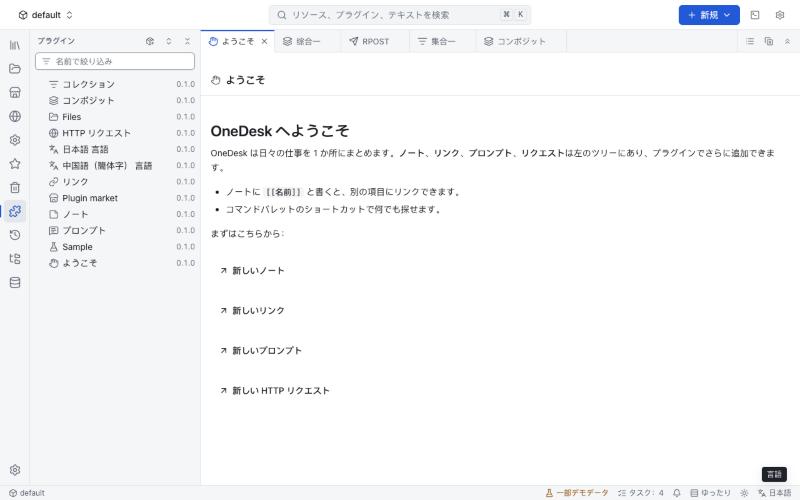 default
リソース、プラグイン、テキストを検索
⌘ K
新規
プラグイン
名前で絞り込み
コレクション 0.1.0
コンポジット 0.1.0
Files 0.1.0
HTTP リクエスト 0.1.0
日本語 言語 0.1.0
中国語（簡体字） 言語 0.1.0
リンク 0.1.0
Plugin market 0.1.0
ノート 0.1.0
プロンプト 0.1.0
Sample 0.1.0
ようこそ 0.1.0
ようこそ
综合一
RPOST
集合一
コンポジット
ようこそ
OneDesk へようこそ
OneDesk は日々の仕事を 1 か所にまとめます。ノート、リンク、プロンプト、リクエストは左のツリーにあり、プラグインでさらに追加できま
す。
• ノートに [[名前]] と書くと、別の項目にリンクできます。
• コマンドパレットのショートカットで何でも探せます。
まずはこちらから:
新しいノート
新しいリンク
新しいプロンプト
新しい HTTP リクエスト
言語
default
一部デモデータ
タスク: 4
ゆったり
日本語